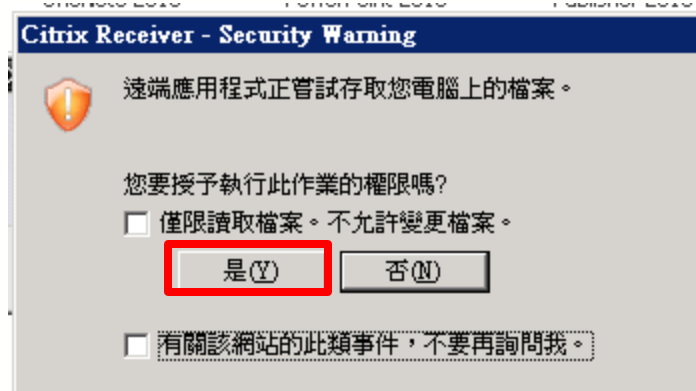 Citrix Receiver - Security Warning
遠端應用程式正嘗試存取您電腦上的檔案。
您要授予執行此作業的權限嗎?
僅限讀取檔案。不允許變更檔案。
是(Y) 否(N)
有關該網站的此類事件，不要再詢問我。